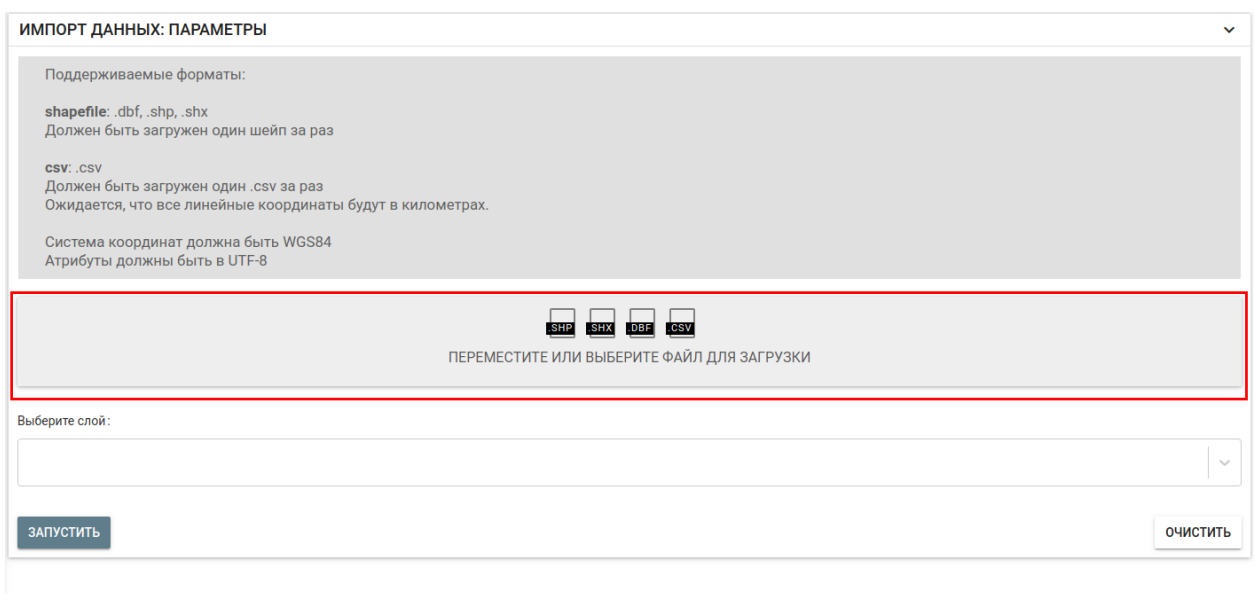 ИМПОРТ ДАННЫХ: ПАРАМЕТРЫ
Поддерживаемые форматы:
shapefile: .dbf, .shp, .shx
Должен быть загружен один шейп за раз
csv: .csv
Должен быть загружен один .csv за раз
Ожидается, что все линейные координаты будут в километрах.
Система координат должна быть WGS84
Атрибуты должны быть в UTF-8
.SHP .SHX .DBF .CSV
ПЕРЕМЕСТИТЕ ИЛИ ВЫБЕРИТЕ ФАЙЛ ДЛЯ ЗАГРУЗКИ
Выберите слой:
ЗАПУСТИТЬ ОЧИСТИТЬ